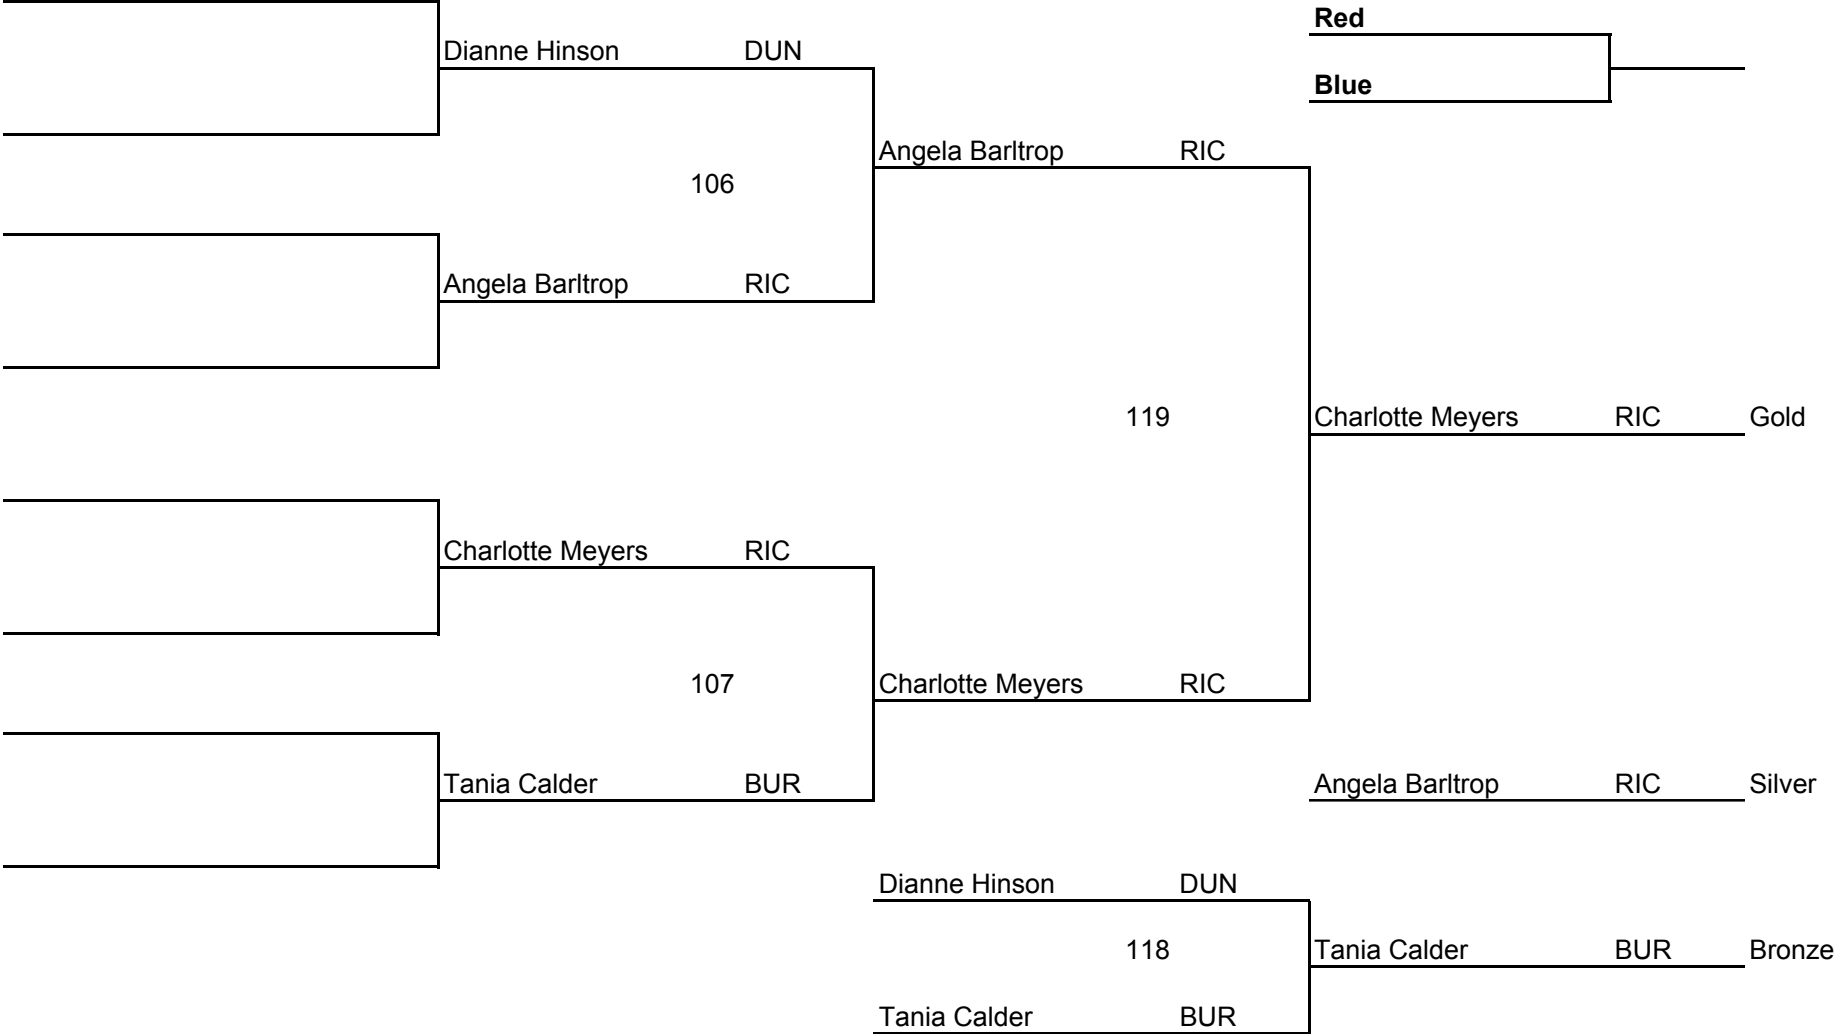 Red
Dianne Hinson DUN
Blue
Angela Barltrop RIC
106
Angela Barltrop RIC
119 Charlotte Meyers RIC Gold
Charlotte Meyers RIC
107 Charlotte Meyers RIC
Tania Calder BUR Angela Barltrop RIC Silver
Dianne Hinson DUN
118 Tania Calder BUR Bronze
Tania Calder BUR